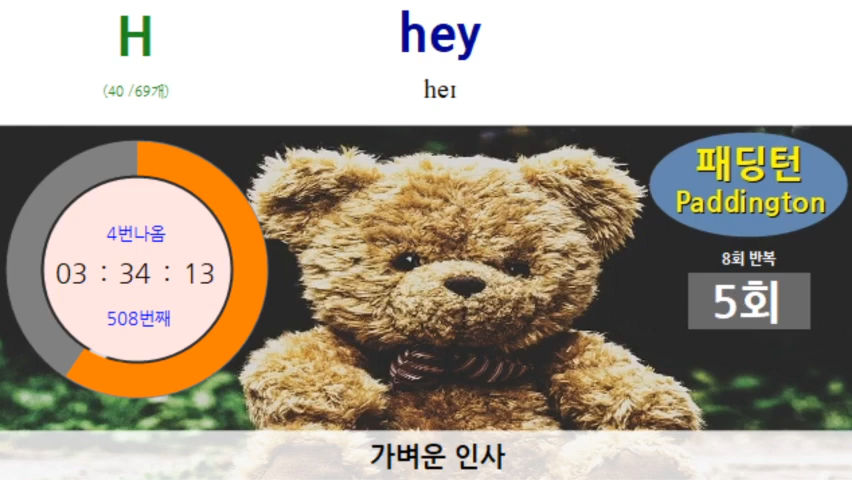 H
(40 /69개)
hey
heɪ
4번나옴
03 : 34 : 13
508번째
패딩턴
Paddington
8회 반복
5회
가벼운 인사